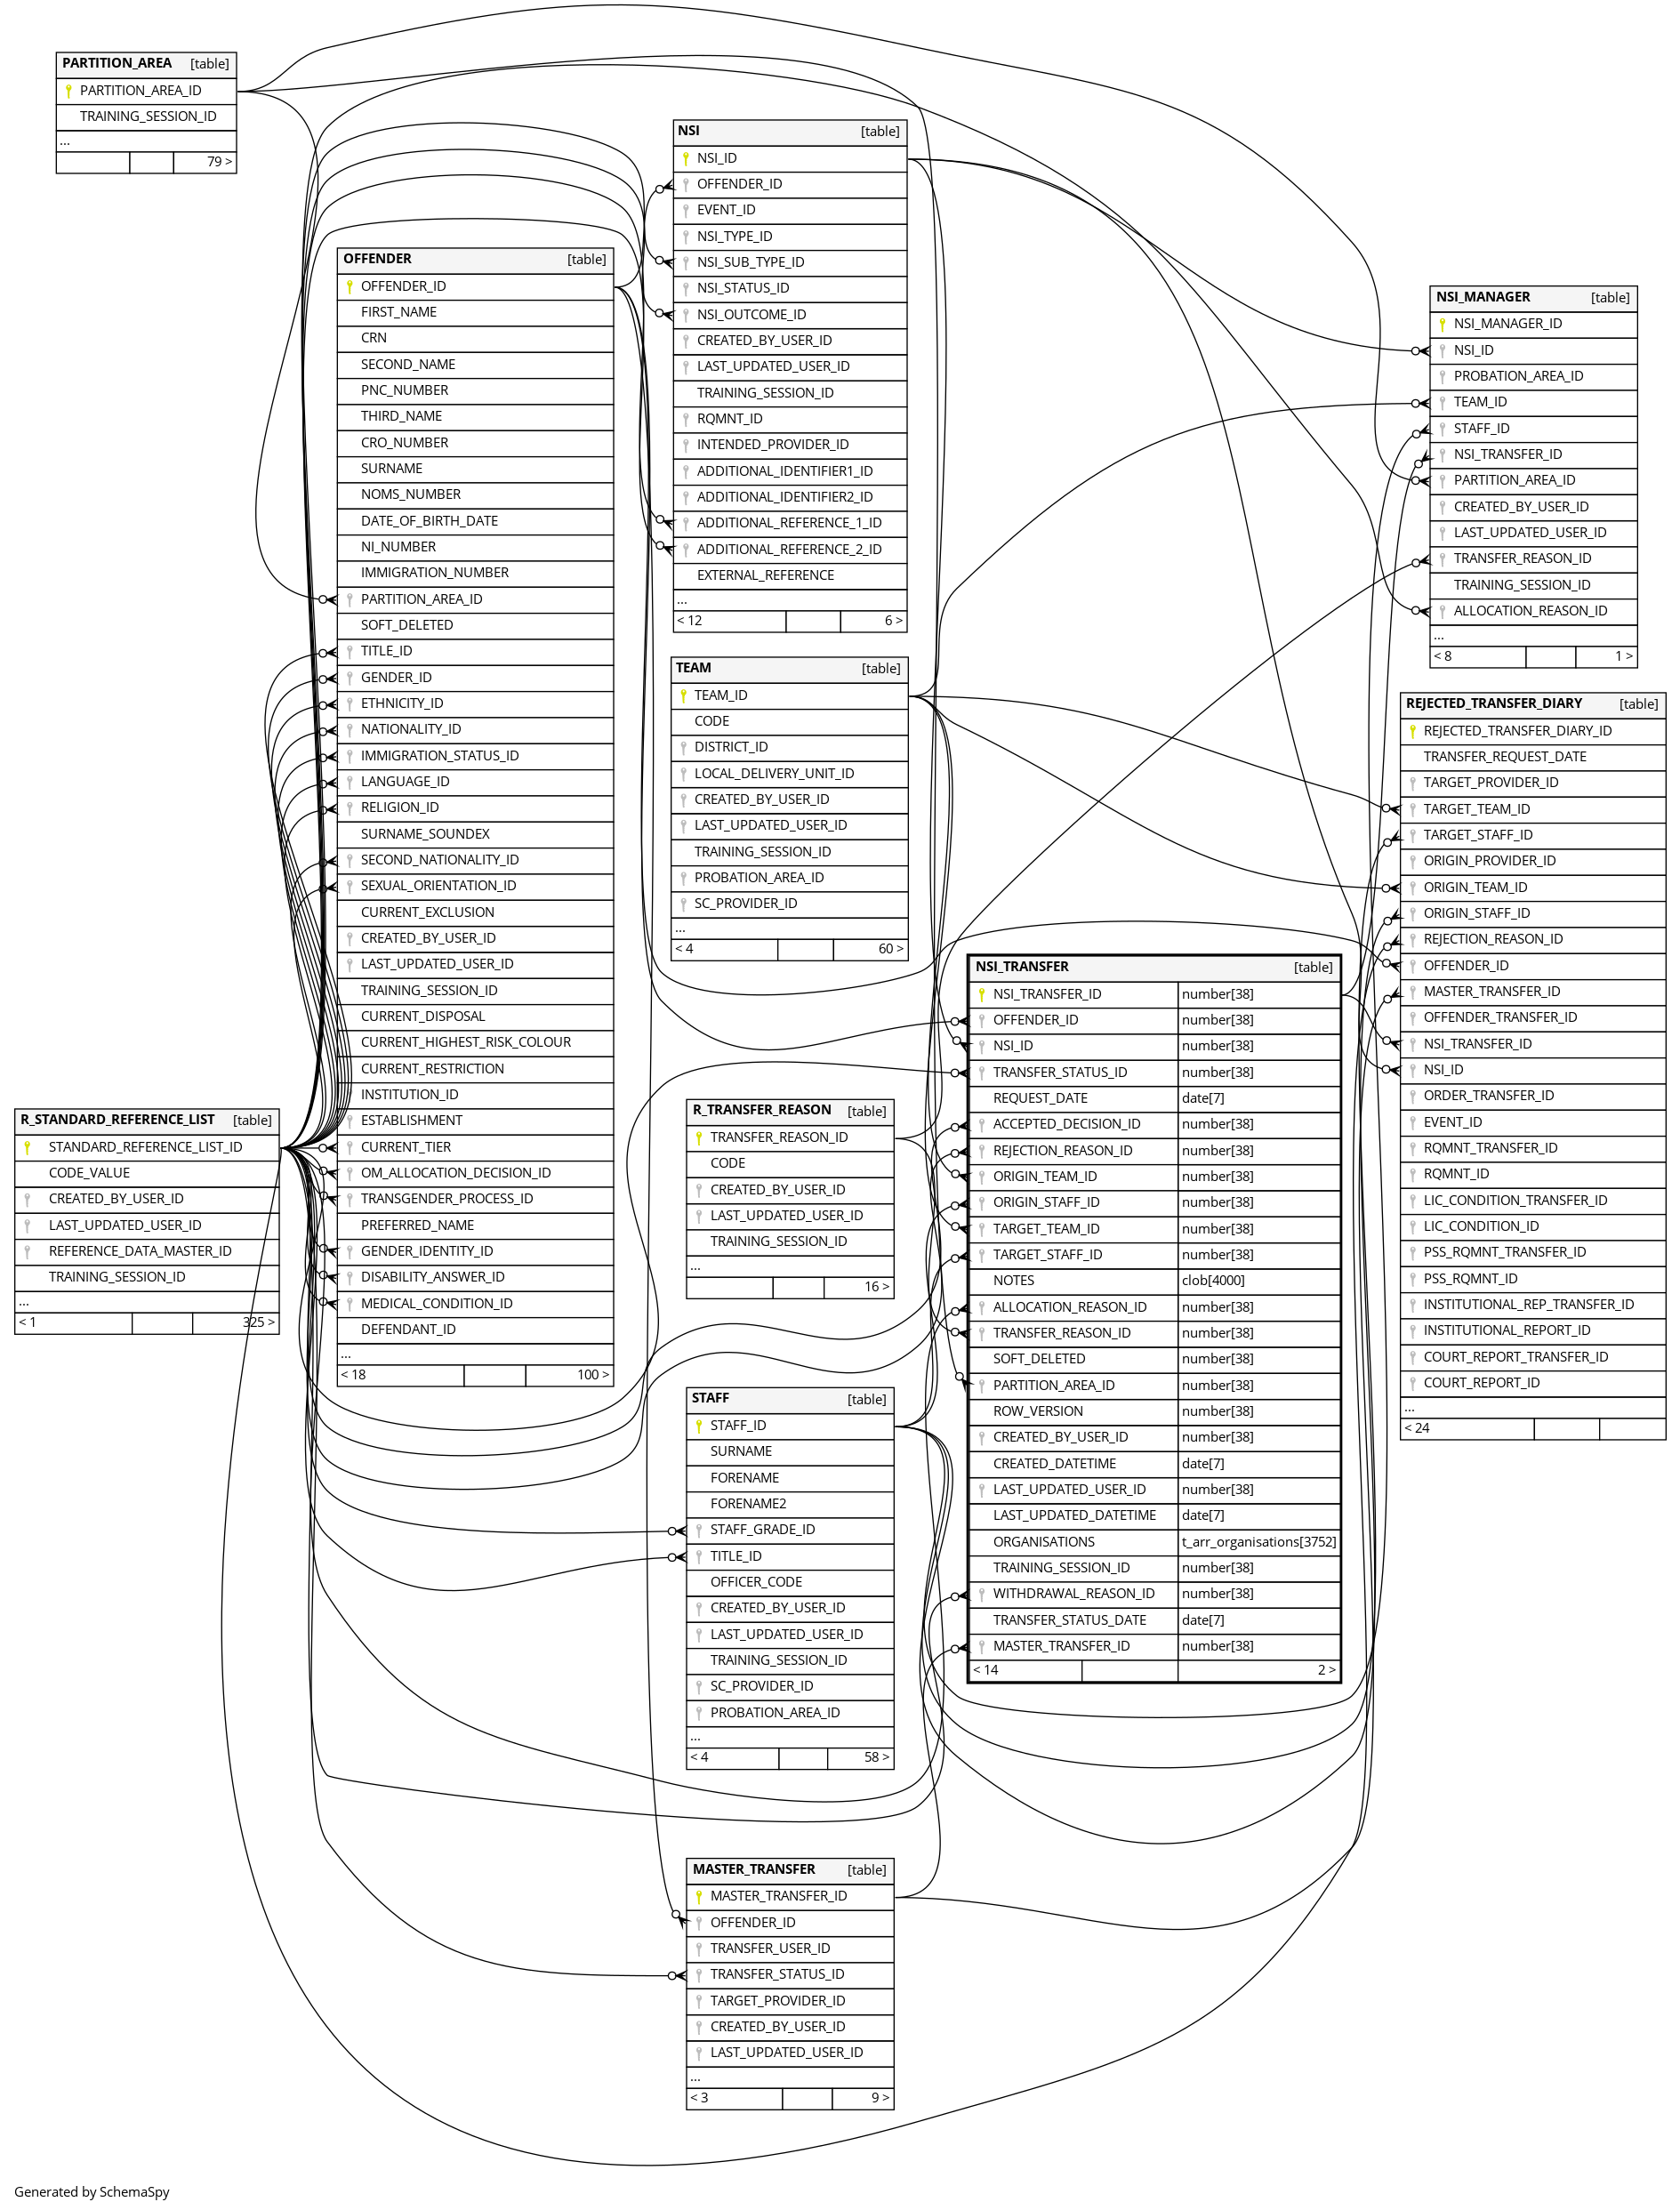 PARTITION_AREA [table]
PARTITION_AREA_ID
TRAINING_SESSION_ID
...
79 >
NSI [table]
NSI_ID
OFFENDER_ID
EVENT_ID
NSI_TYPE_ID
NSI_SUB_TYPE_ID
NSI_STATUS_ID
NSI_OUTCOME_ID
CREATED_BY_USER_ID
LAST_UPDATED_USER_ID
TRAINING_SESSION_ID
RQMNT_ID
INTENDED_PROVIDER_ID
ADDITIONAL_IDENTIFIER1_ID
ADDITIONAL_IDENTIFIER2_ID
ADDITIONAL_REFERENCE_1_ID
ADDITIONAL_REFERENCE_2_ID
EXTERNAL_REFERENCE
...
< 12 6 >
OFFENDER [table]
OFFENDER_ID
FIRST_NAME
CRN
SECOND_NAME
PNC_NUMBER
THIRD_NAME
CRO_NUMBER
SURNAME
NOMS_NUMBER
DATE_OF_BIRTH_DATE
NI_NUMBER
IMMIGRATION_NUMBER
PARTITION_AREA_ID
SOFT_DELETED
TITLE_ID
GENDER_ID
ETHNICITY_ID
NATIONALITY_ID
IMMIGRATION_STATUS_ID
LANGUAGE_ID
RELIGION_ID
SURNAME_SOUNDEX
SECOND_NATIONALITY_ID
SEXUAL_ORIENTATION_ID
CURRENT_EXCLUSION
CREATED_BY_USER_ID
LAST_UPDATED_USER_ID
TRAINING_SESSION_ID
CURRENT_DISPOSAL
CURRENT_HIGHEST_RISK_COLOUR
CURRENT_RESTRICTION
INSTITUTION_ID
ESTABLISHMENT
CURRENT_TIER
OM_ALLOCATION_DECISION_ID
TRANSGENDER_PROCESS_ID
PREFERRED_NAME
GENDER_IDENTITY_ID
DISABILITY_ANSWER_ID
MEDICAL_CONDITION_ID
DEFENDANT_ID
...
< 18 100 >
NSI_MANAGER [table]
NSI_MANAGER_ID
NSI_ID
PROBATION_AREA_ID
TEAM_ID
STAFF_ID
NSI_TRANSFER_ID
PARTITION_AREA_ID
CREATED_BY_USER_ID
LAST_UPDATED_USER_ID
TRANSFER_REASON_ID
TRAINING_SESSION_ID
ALLOCATION_REASON_ID
...
< 8 1 >
TEAM [table]
TEAM_ID
CODE
DISTRICT_ID
LOCAL_DELIVERY_UNIT_ID
CREATED_BY_USER_ID
LAST_UPDATED_USER_ID
TRAINING_SESSION_ID
PROBATION_AREA_ID
SC_PROVIDER_ID
...
< 4 60 >
REJECTED_TRANSFER_DIARY [table]
REJECTED_TRANSFER_DIARY_ID
TRANSFER_REQUEST_DATE
TARGET_PROVIDER_ID
TARGET_TEAM_ID
TARGET_STAFF_ID
ORIGIN_PROVIDER_ID
ORIGIN_TEAM_ID
ORIGIN_STAFF_ID
REJECTION_REASON_ID
OFFENDER_ID
MASTER_TRANSFER_ID
OFFENDER_TRANSFER_ID
NSI_TRANSFER_ID
NSI_ID
ORDER_TRANSFER_ID
EVENT_ID
RQMNT_TRANSFER_ID
RQMNT_ID
LIC_CONDITION_TRANSFER_ID
LIC_CONDITION_ID
PSS_RQMNT_TRANSFER_ID
PSS_RQMNT_ID
INSTITUTIONAL_REP_TRANSFER_ID
INSTITUTIONAL_REPORT_ID
COURT_REPORT_TRANSFER_ID
COURT_REPORT_ID
...
< 24
NSI_TRANSFER [table]
NSI_TRANSFER_ID number[38]
OFFENDER_ID number[38]
NSI_ID number[38]
TRANSFER_STATUS_ID number[38]
REQUEST_DATE date[7]
ACCEPTED_DECISION_ID number[38]
REJECTION_REASON_ID number[38]
ORIGIN_TEAM_ID number[38]
ORIGIN_STAFF_ID number[38]
TARGET_TEAM_ID number[38]
TARGET_STAFF_ID number[38]
NOTES clob[4000]
ALLOCATION_REASON_ID number[38]
TRANSFER_REASON_ID number[38]
SOFT_DELETED number[38]
PARTITION_AREA_ID number[38]
ROW_VERSION number[38]
CREATED_BY_USER_ID number[38]
CREATED_DATETIME date[7]
LAST_UPDATED_USER_ID number[38]
LAST_UPDATED_DATETIME date[7]
ORGANISATIONS t_arr_organisations[3752]
TRAINING_SESSION_ID number[38]
WITHDRAWAL_REASON_ID number[38]
TRANSFER_STATUS_DATE date[7]
MASTER_TRANSFER_ID number[38]
< 14 2 >
R_TRANSFER_REASON [table]
TRANSFER_REASON_ID
CODE
CREATED_BY_USER_ID
LAST_UPDATED_USER_ID
TRAINING_SESSION_ID
...
16 >
R_STANDARD_REFERENCE_LIST [table]
STANDARD_REFERENCE_LIST_ID
CODE_VALUE
CREATED_BY_USER_ID
LAST_UPDATED_USER_ID
REFERENCE_DATA_MASTER_ID
TRAINING_SESSION_ID
...
< 1 325 >
STAFF [table]
STAFF_ID
SURNAME
FORENAME
FORENAME2
STAFF_GRADE_ID
TITLE_ID
OFFICER_CODE
CREATED_BY_USER_ID
LAST_UPDATED_USER_ID
TRAINING_SESSION_ID
SC_PROVIDER_ID
PROBATION_AREA_ID
...
< 4 58 >
MASTER_TRANSFER [table]
MASTER_TRANSFER_ID
OFFENDER_ID
TRANSFER_USER_ID
TRANSFER_STATUS_ID
TARGET_PROVIDER_ID
CREATED_BY_USER_ID
LAST_UPDATED_USER_ID
...
< 3 9 >
Generated by SchemaSpy